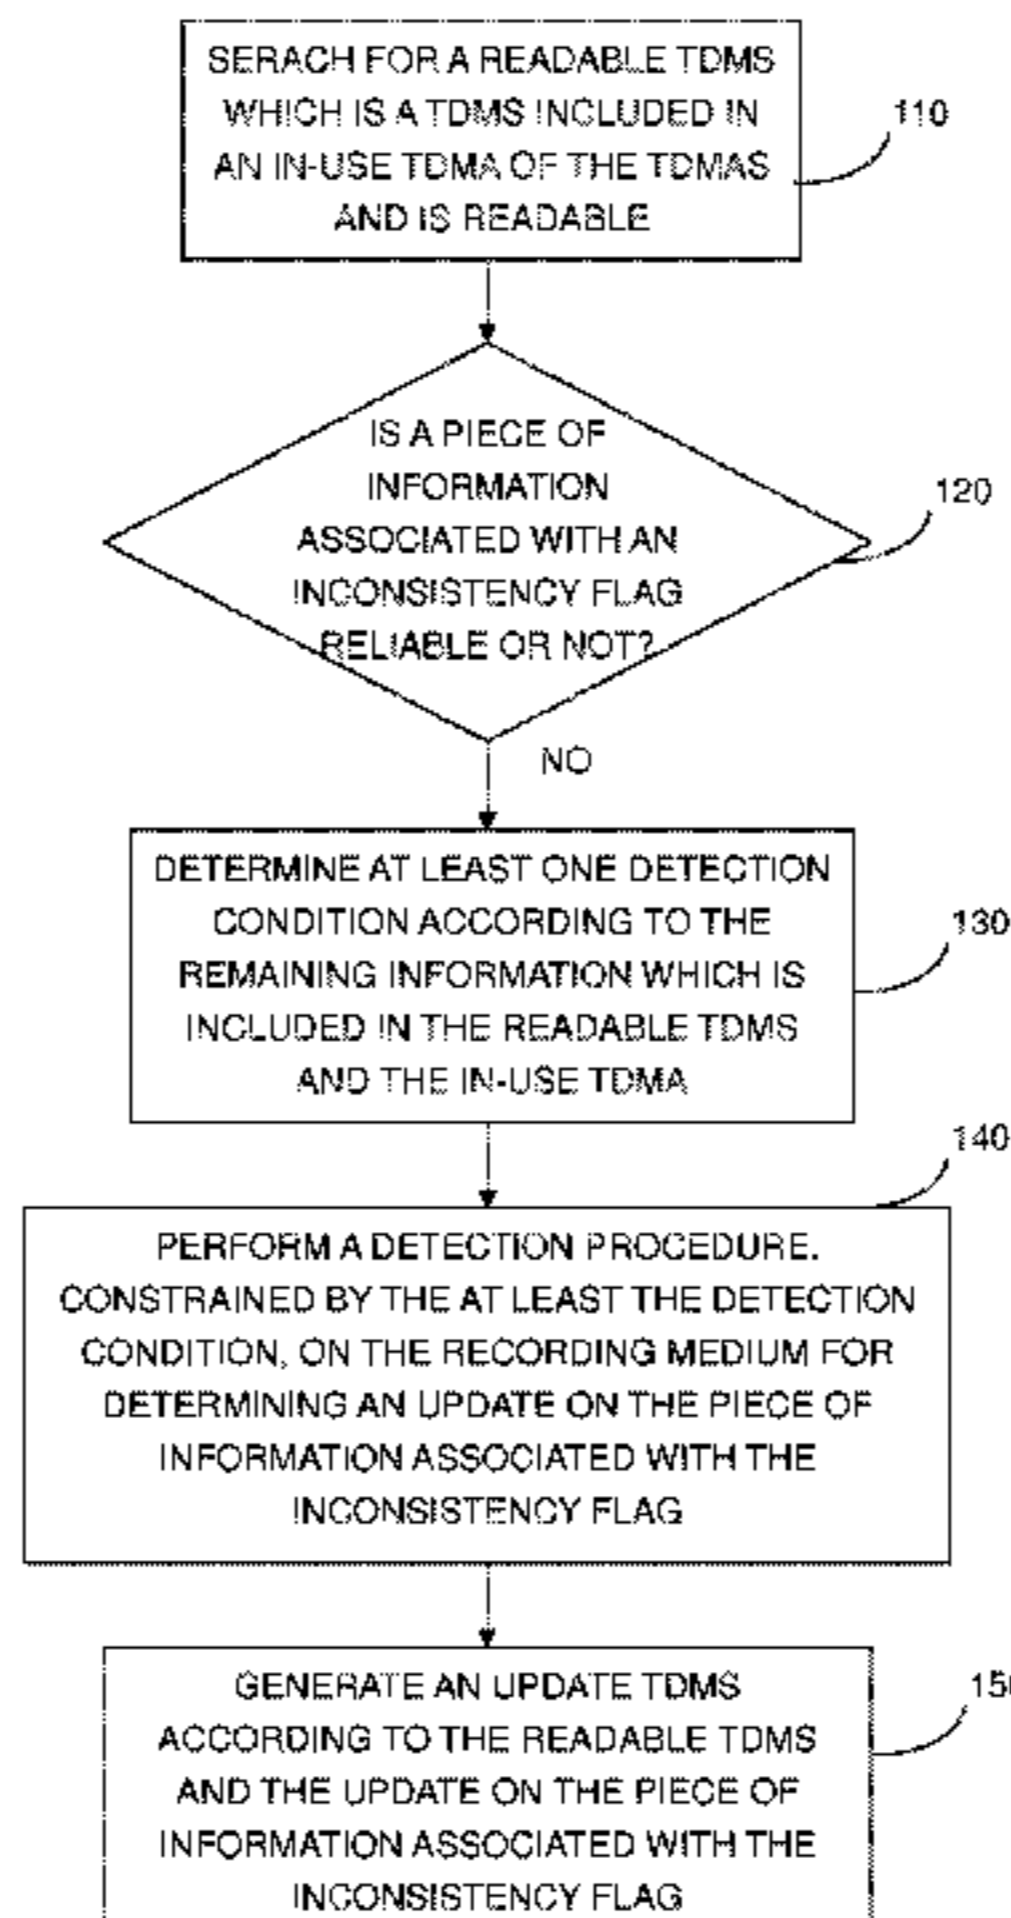 SERACH FOR A READABLE TDMS
WHICH IS A TDMS INCLUDED IN
AN IN-USE TDMA OF THE TDMAS
AND IS READABLE
110
IS A PIECE OF
INFORMATION
ASSOCIATED WITH AN
INCONSISTENCY FLAG
RELIABLE OR NOT?
120
NO
DETERMINE AT LEAST ONE DETECTION
CONDITION ACCORDING TO THE
REMAINING INFORMATION WHICH IS
INCLUDED IN THE READABLE TDMS
AND THE IN-USE TDMA
130
140
PERFORM A DETECTION PROCEDURE.
CONSTRAINED BY THE AT LEAST THE DETECTION
CONDITION, ON THE RECORDING MEDIUM FOR
DETERMINING AN UPDATE ON THE PIECE OF
INFORMATION ASSOCIATED WITH THE
INCONSISTENCY FLAG
GENERATE AN UPDATE TDMS
ACCORDING TO THE READABLE TDMS
AND THE UPDATE ON THE PIECE OF
INFORMATION ASSOCIATED WITH THE
INCONSISTENCY FLAG
150